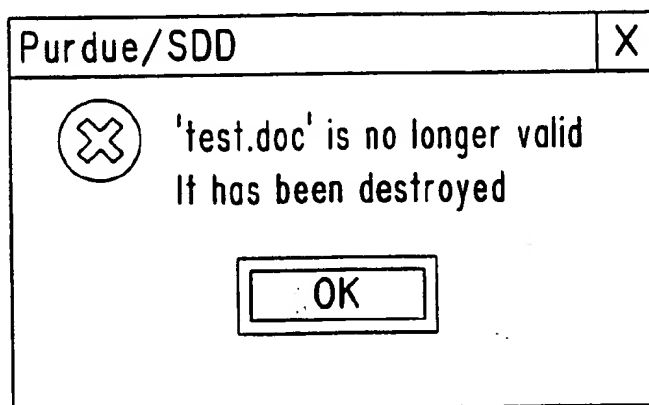 Purdue/SDD X
'test.doc' is no longer valid
It has been destroyed
OK